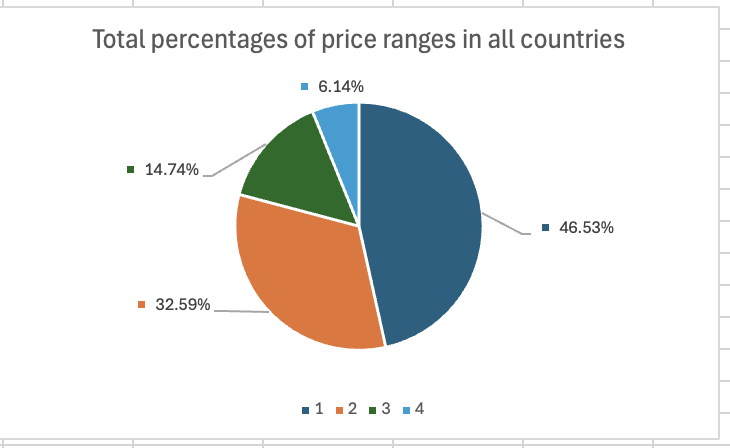 Total percentages of price ranges in all countries
6.14%
14.74%
46.53%
32.59%
1 2 3 4